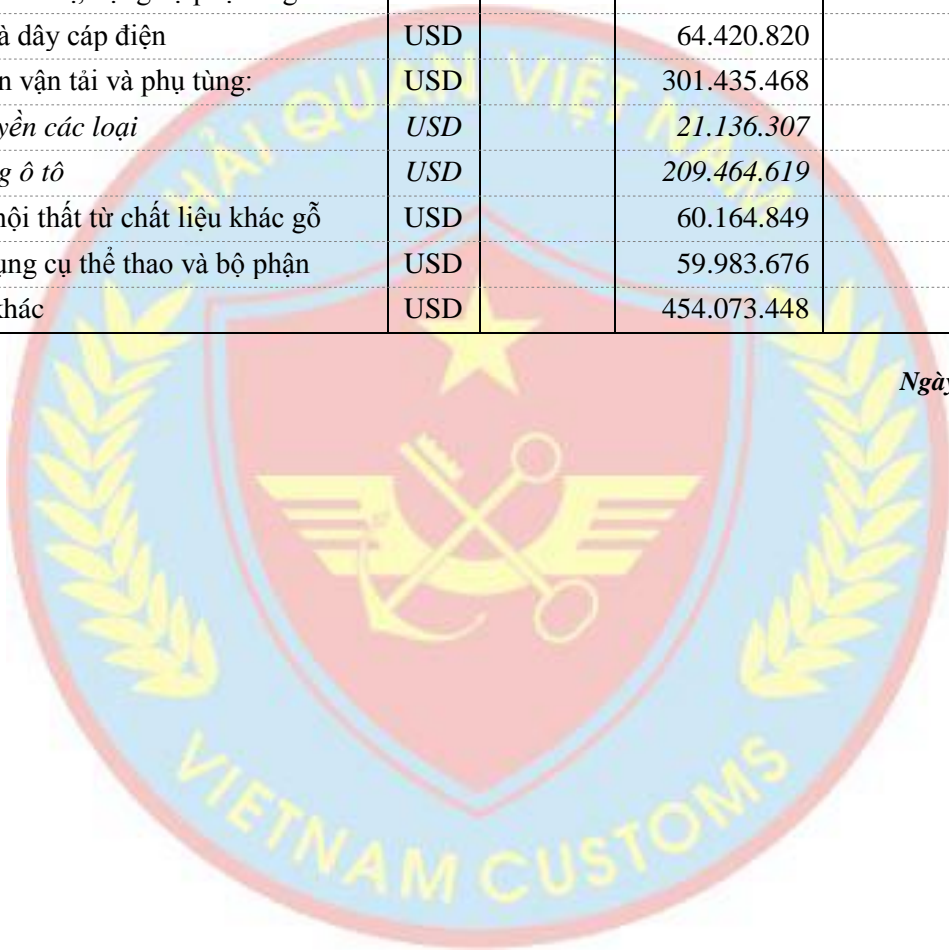 à dây cáp điện USD 64.420.820
n vận tải và phụ tùng: USD 301.435.468
yền các loại USD 21.136.307
g ô tô USD 209.464.619
nội thất từ chất liệu khác gỗ USD 60.164.849
ụng cụ thể thao và bộ phận USD 59.983.676
khác USD 454.073.448
Ngày
HẢI QUAN VIỆT NAM
VIETNAM CUSTOMS